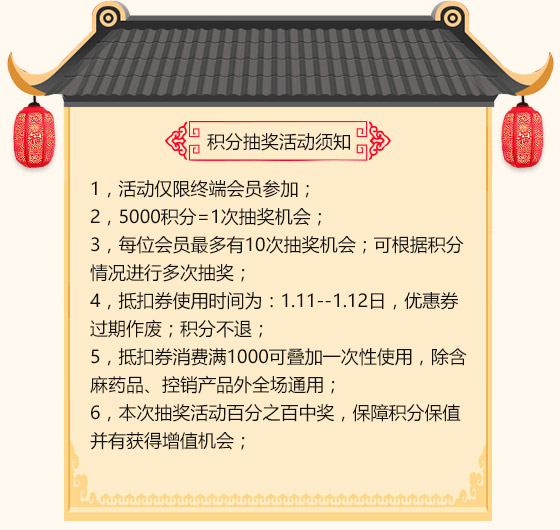 积分抽奖活动须知
1，活动仅限终端会员参加；
2，5000积分=1次抽奖机会；
3，每位会员最多有10次抽奖机会；可根据积分
情况进行多次抽奖；
4，抵扣券使用时间为：1.11--1.12日，优惠券
过期作废；积分不退；
5，抵扣券消费满1000可叠加一次性使用，除含
麻药品、控销产品外全场通用；
6，本次抽奖活动百分之百中奖，保障积分保值
并有获得增值机会；